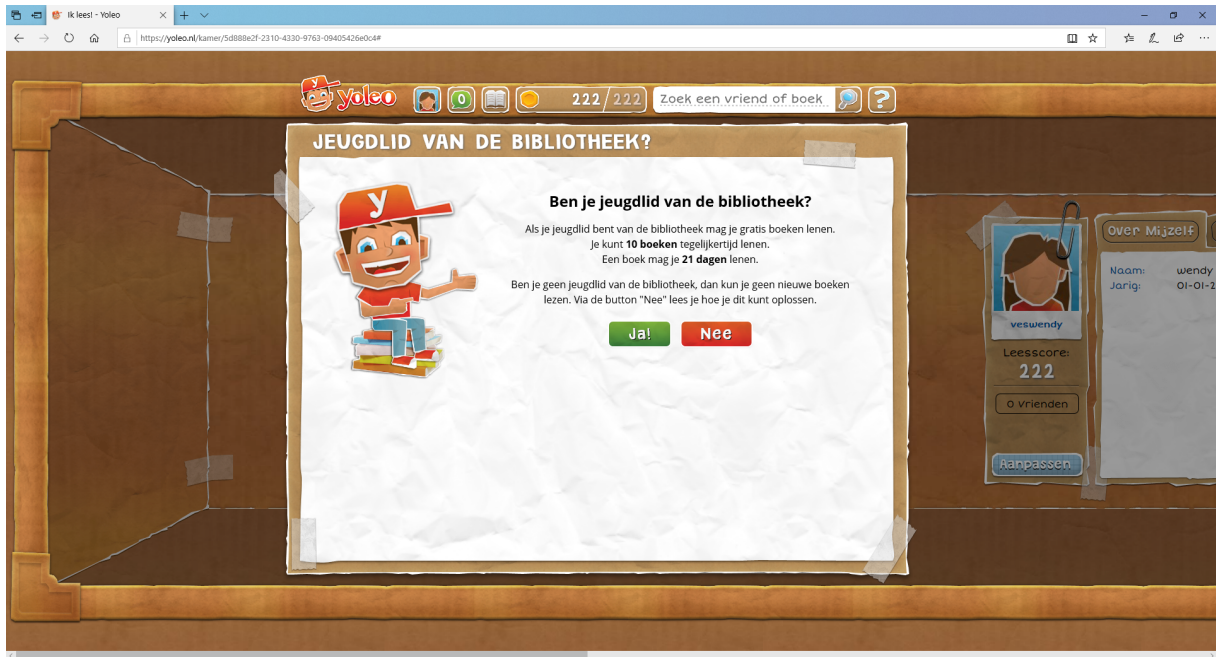 Ik lees! - Yoleo
https://yoleo.nl/kamer/5d888e2f-2310-4330-9763-09405426e0c4#
yoleo 0 222/222 Zoek een vriend of boek ?
JEUGDLID VAN DE BIBLIOTHEEK?
y
Ben je jeugdlid van de bibliotheek?
Als je jeugdlid bent van de bibliotheek mag je gratis boeken lenen.
Je kunt 10 boeken tegelijkertijd lenen.
Een boek mag je 21 dagen lenen.
Ben je geen jeugdlid van de bibliotheek, dan kun je geen nieuwe boeken
lezen. Via de button "Nee" lees je hoe je dit kunt oplossen.
Ja! Nee
veswendy
Leesscore:
222
0 Vrienden
Aanpassen
Over Mijzelf
Naam: wendy
Jarig: 01-01-2